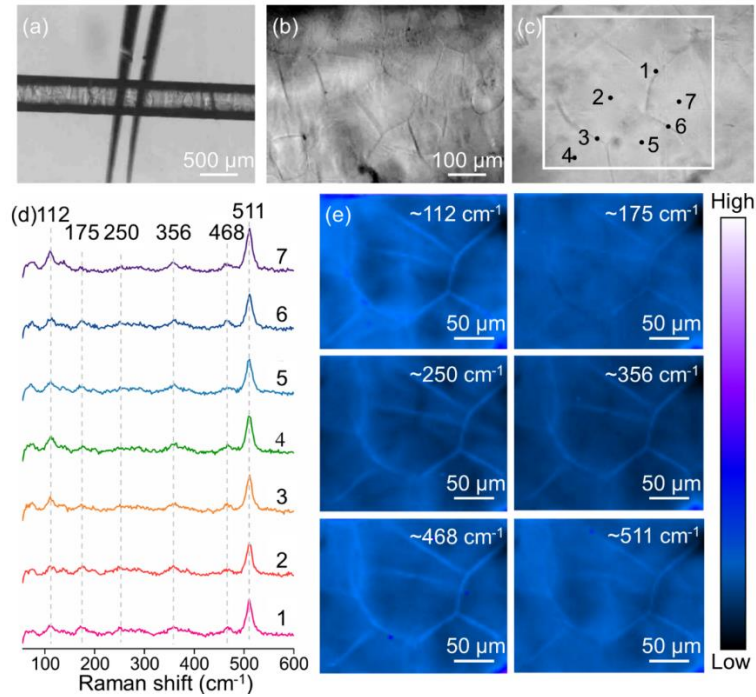 (a)
500 µm
(b)
100 µm
(c)
1
2
7
3
6
4
5
50 µm
(d)
112
175
250
356
468
511
7
6
5
4
3
2
1
100
200
300
400
500
600
Raman shift (cm⁻¹)
(e)
~112 cm⁻¹
50 µm
~175 cm⁻¹
50 µm
~250 cm⁻¹
50 µm
~356 cm⁻¹
50 µm
~468 cm⁻¹
50 µm
~511 cm⁻¹
50 µm
High
Low